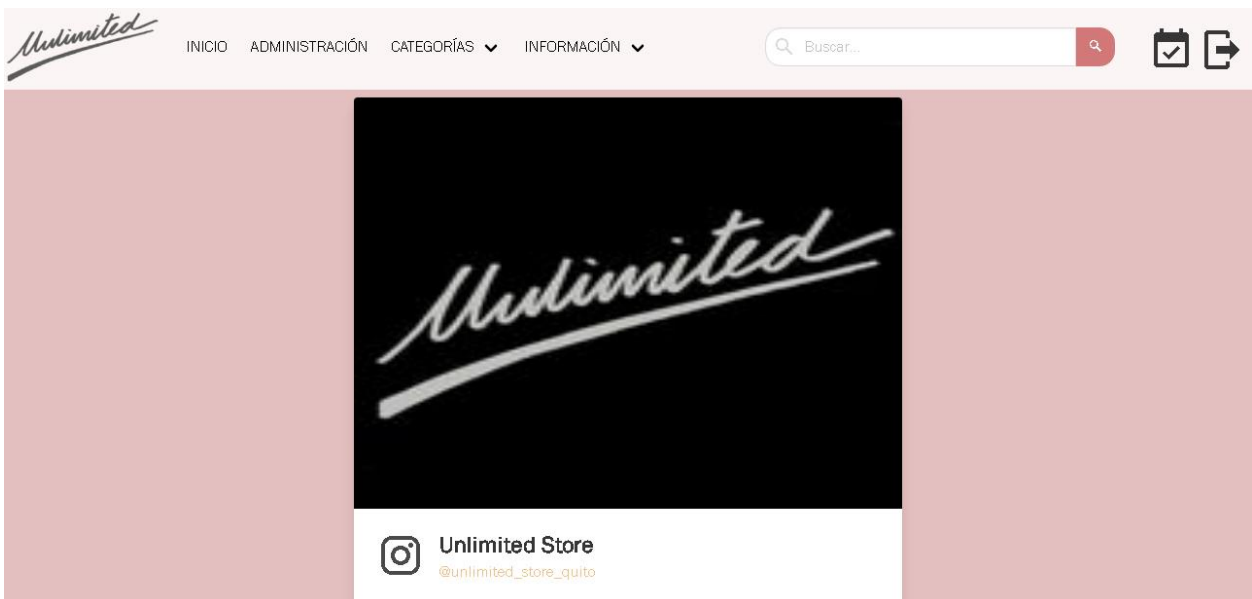 Unlimited
INICIO ADMINISTRACIÓN CATEGORÍAS INFORMACIÓN Buscar...
Unlimited
Unlimited Store
@unlimited_store_quito